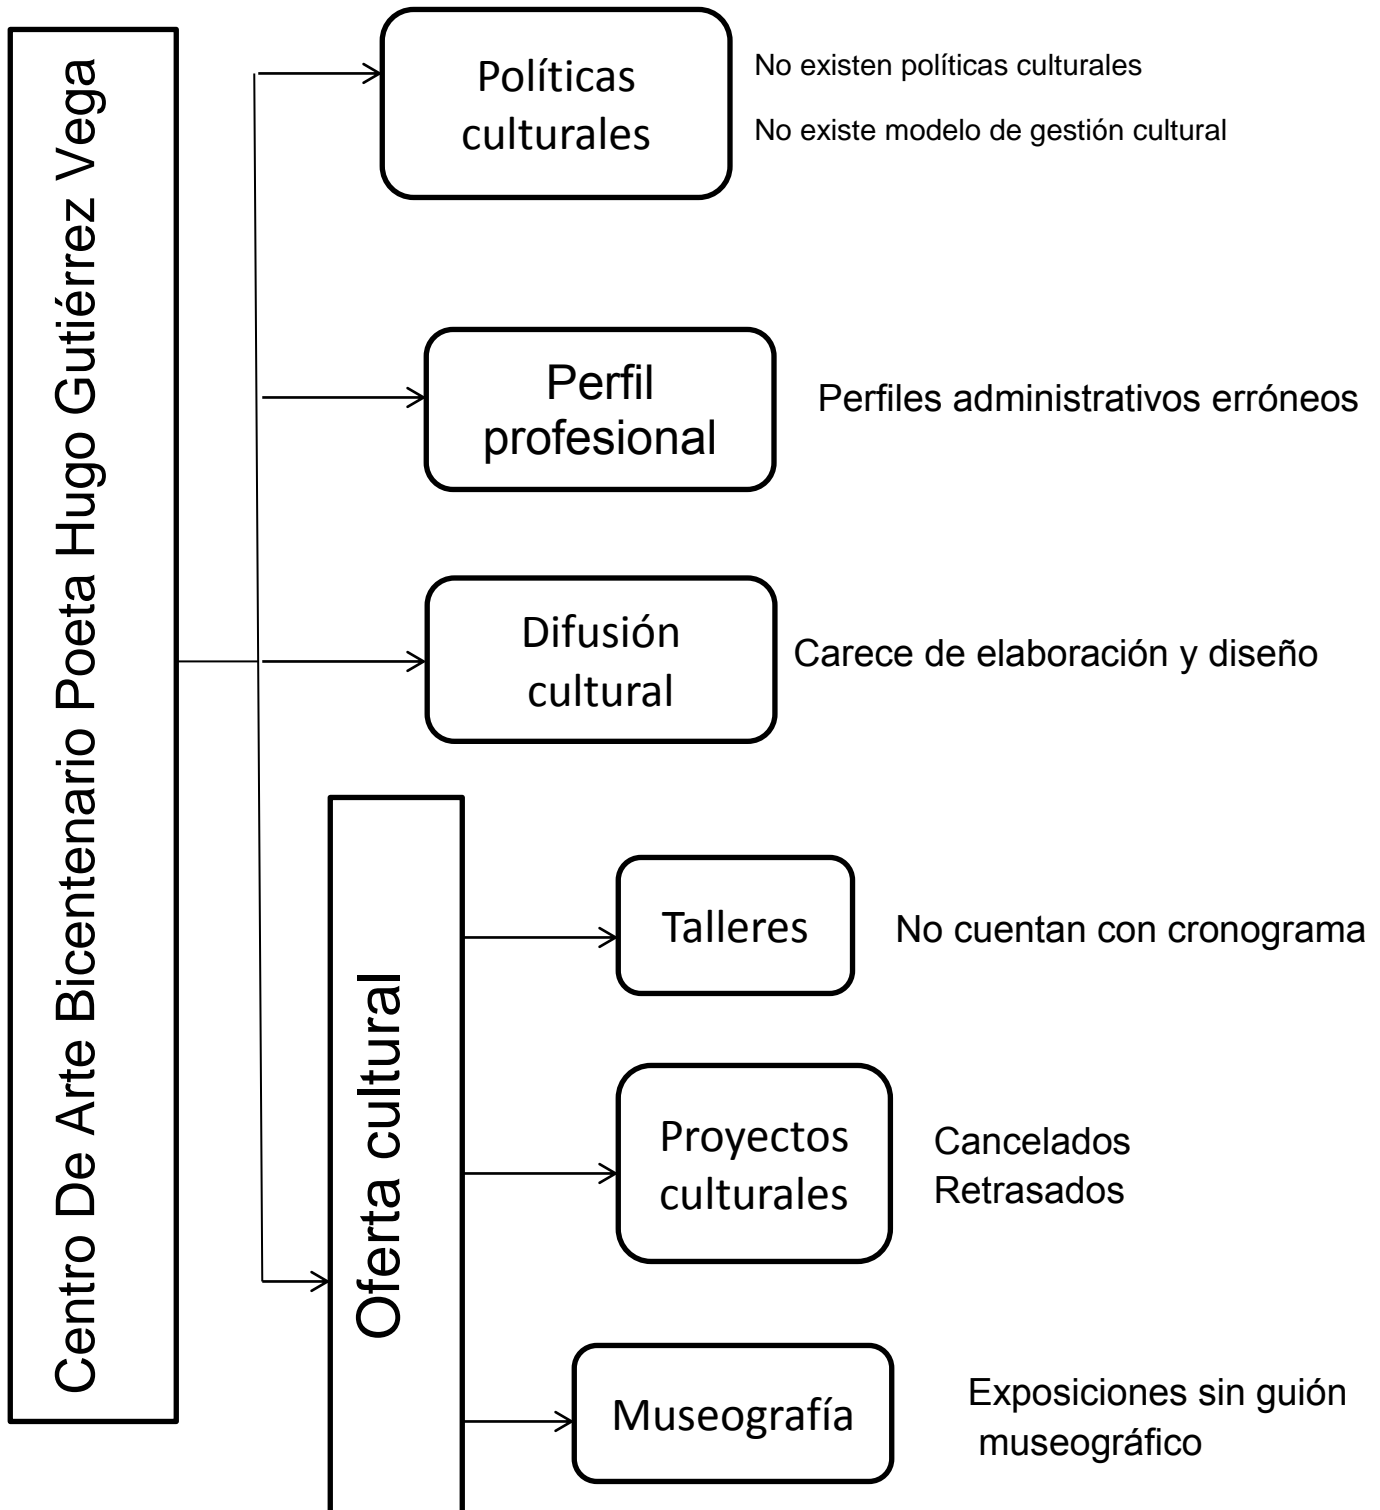 Centro De Arte Bicentenario Poeta Hugo Gutiérrez Vega
Políticas
culturales
No existen políticas culturales
No existe modelo de gestión cultural
Perfil
profesional
Perfiles administrativos erróneos
Difusión
cultural
Carece de elaboración y diseño
Oferta cultural
Talleres
No cuentan con cronograma
Proyectos
culturales
Cancelados
Retrasados
Museografía
Exposiciones sin guión
museográfico